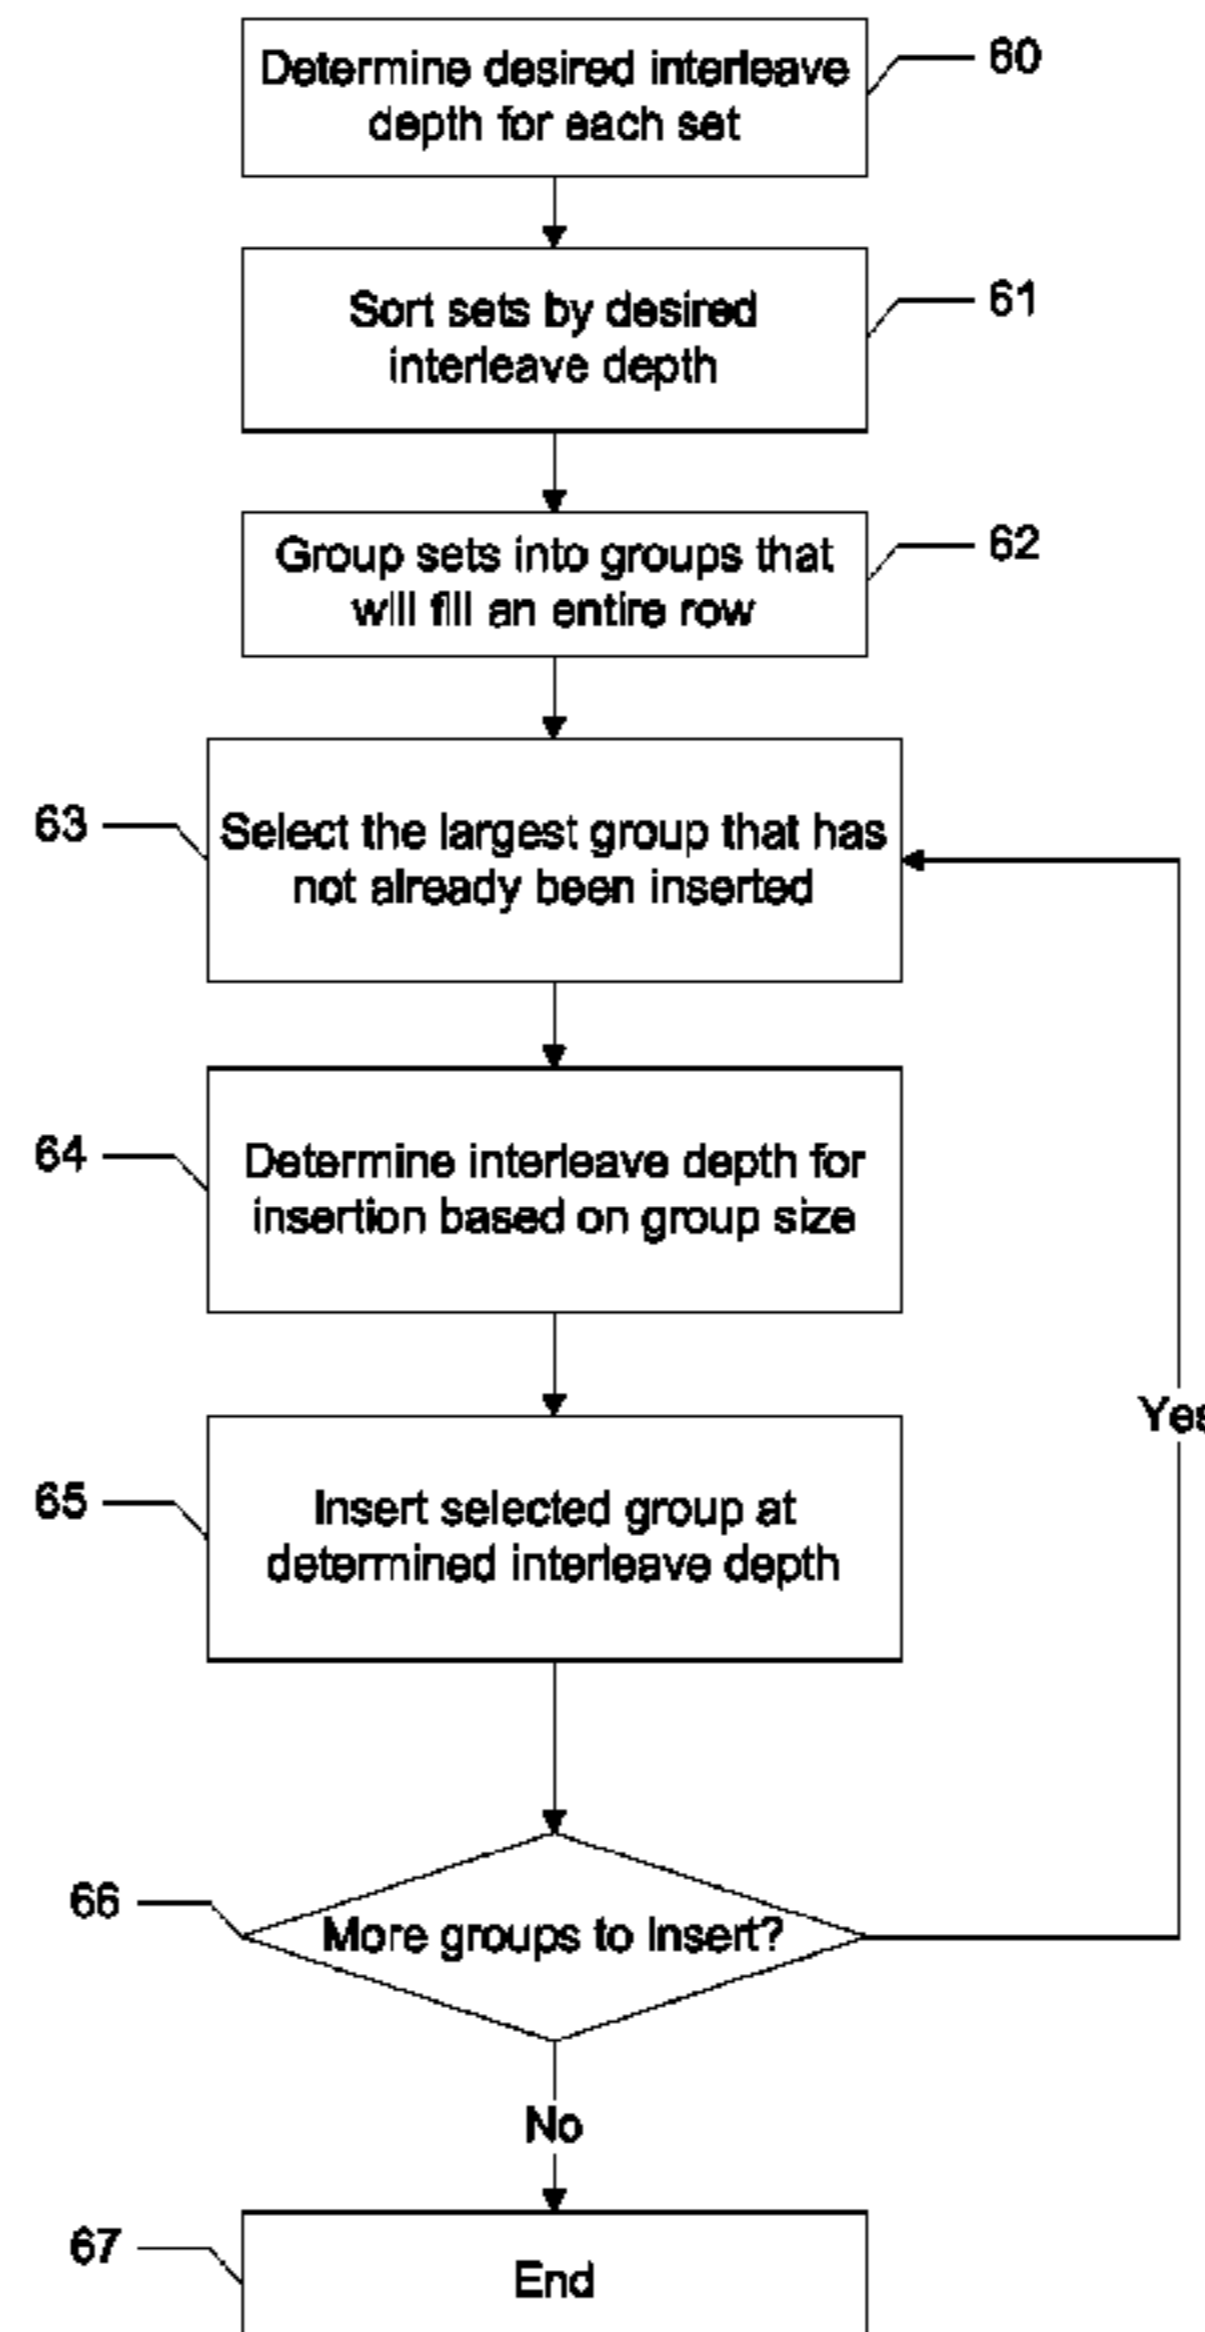 Determine desired interleave
depth for each set
60
Sort sets by desired
interleave depth
61
Group sets into groups that
will fill an entire row
62
63
Select the largest group that has
not already been inserted
64
Determine interleave depth for
insertion based on group size
Yes
65
Insert selected group at
determined interleave depth
66
More groups to insert?
No
67
End